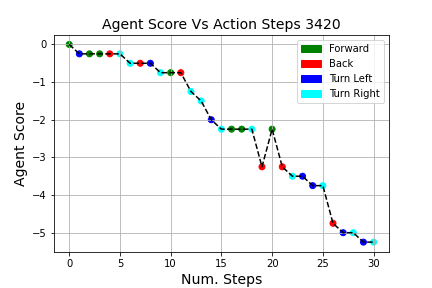 Agent Score Vs Action Steps 3420
Agent Score
0
−1
−2
−3
−4
−5
Forward
Back
Turn Left
Turn Right
0 5 10 15 20 25 30
Num. Steps